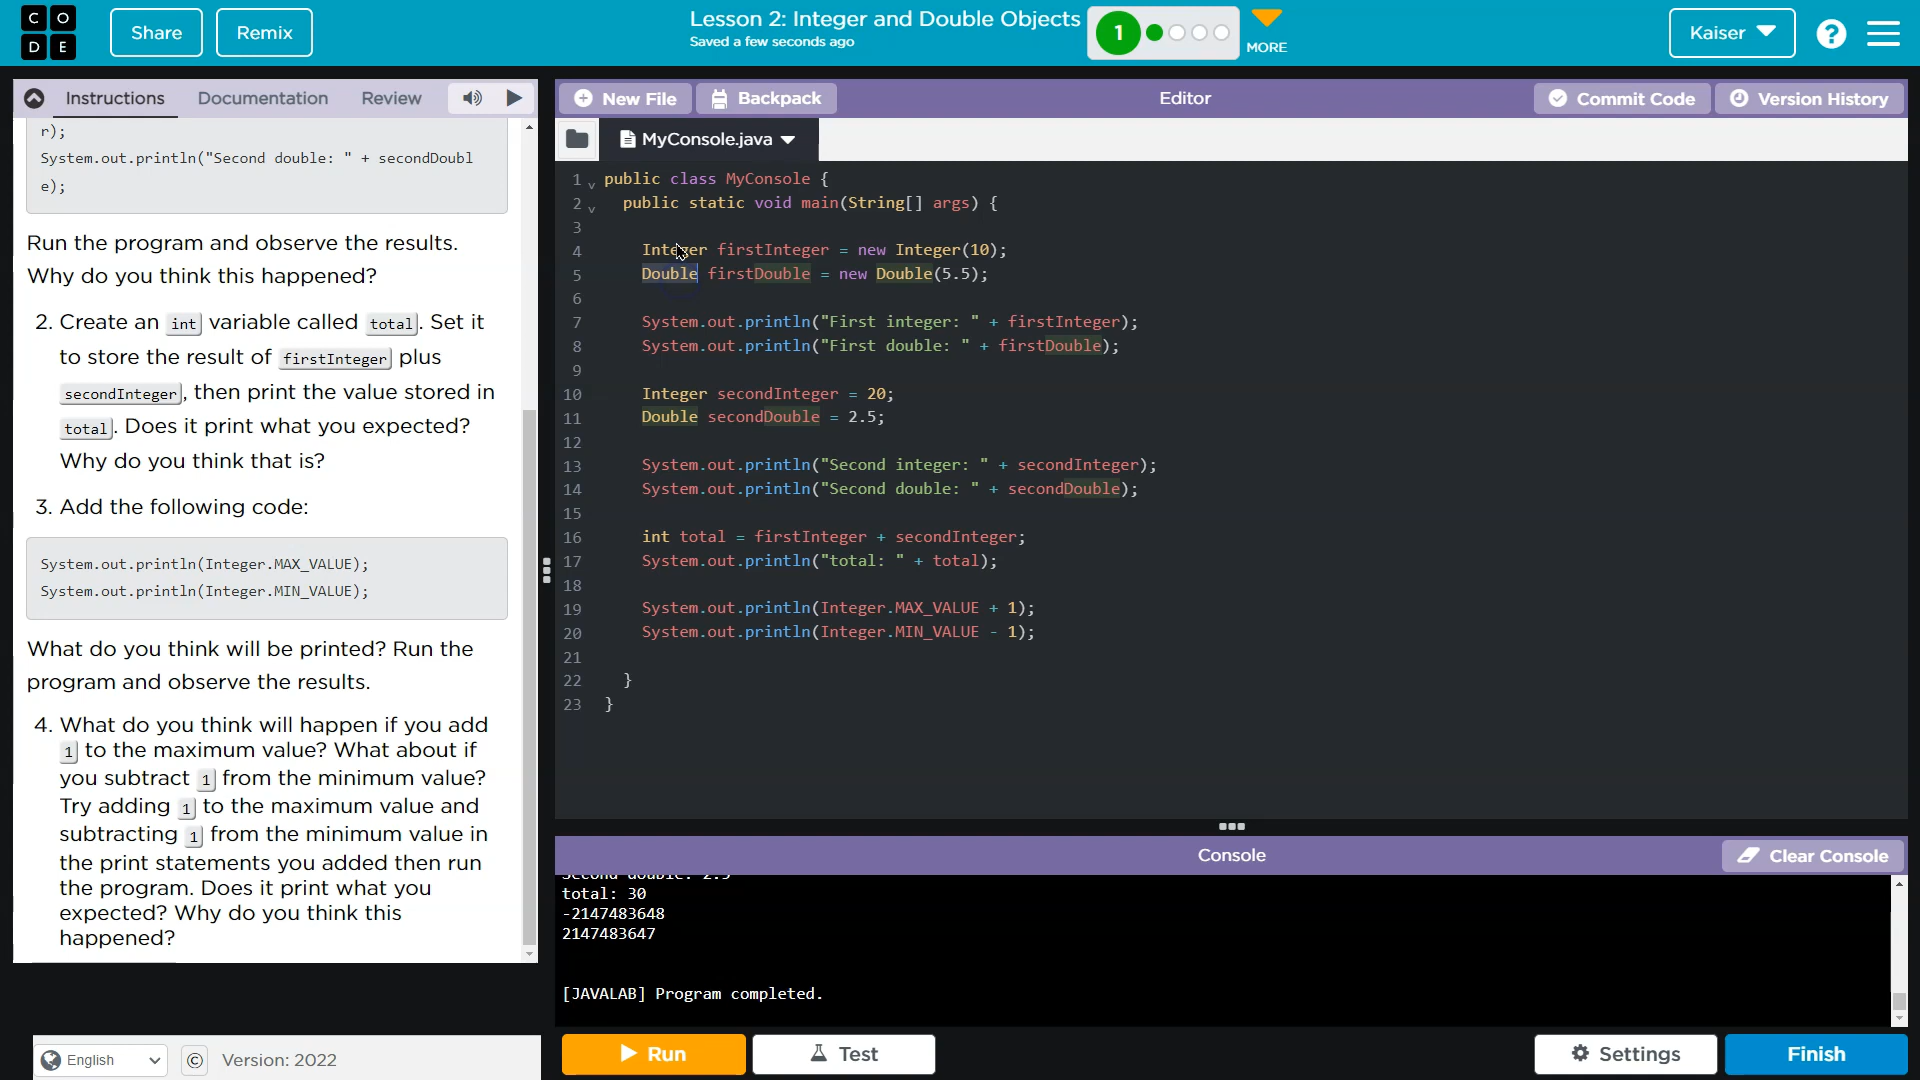 C O
D E
Share
Remix
Lesson 2: Integer and Double Objects
Saved a few seconds ago
1
MORE
Kaiser
?
Instructions
Documentation
Review
New File
Backpack
Editor
Commit Code
Version History
MyConsole.java
r);
System.out.println("Second double: " + secondDoubl
e);
Run the program and observe the results.
Why do you think this happened?
2. Create an int variable called total. Set it
to store the result of firstInteger plus
secondInteger, then print the value stored in
total. Does it print what you expected?
Why do you think that is?
3. Add the following code:
System.out.println(Integer.MAX_VALUE);
System.out.println(Integer.MIN_VALUE);
What do you think will be printed? Run the
program and observe the results.
4. What do you think will happen if you add
1 to the maximum value? What about if
you subtract 1 from the minimum value?
Try adding 1 to the maximum value and
subtracting 1 from the minimum value in
the print statements you added then run
the program. Does it print what you
expected? Why do you think this
happened?
1 public class MyConsole {
2 public static void main(String[] args) {
3
4 Integer firstInteger = new Integer(10);
5 Double firstDouble = new Double(5.5);
6
7 System.out.println("First integer: " + firstInteger);
8 System.out.println("First double: " + firstDouble);
9
10 Integer secondInteger = 20;
11 Double secondDouble = 2.5;
12
13 System.out.println("Second integer: " + secondInteger);
14 System.out.println("Second double: " + secondDouble);
15
16 int total = firstInteger + secondInteger;
17 System.out.println("total: " + total);
18
19 System.out.println(Integer.MAX_VALUE + 1);
20 System.out.println(Integer.MIN_VALUE - 1);
21
22 }
23 }
Console
Clear Console
Second double: 2.5
total: 30
-2147483648
2147483647
[JAVALAB] Program completed.
English
©
Version: 2022
Run
Test
Settings
Finish